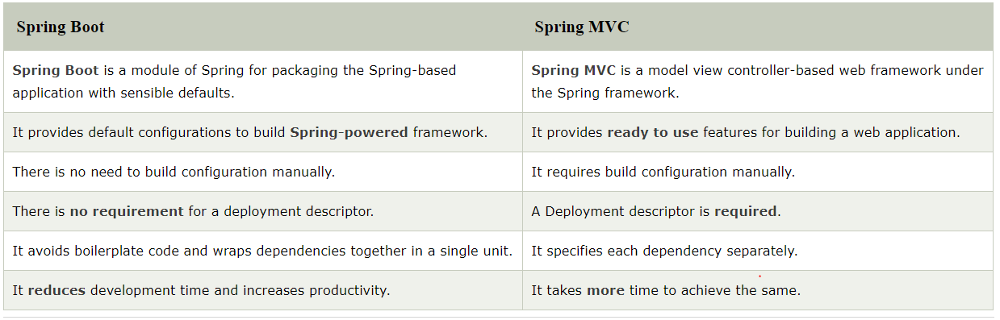 Spring Boot
Spring MVC
Spring Boot is a module of Spring for packaging the Spring-based
application with sensible defaults.
Spring MVC is a model view controller-based web framework under
the Spring framework.
It provides default configurations to build Spring-powered framework.
It provides ready to use features for building a web application.
There is no need to build configuration manually.
It requires build configuration manually.
There is no requirement for a deployment descriptor.
A Deployment descriptor is required.
It avoids boilerplate code and wraps dependencies together in a single unit.
It specifies each dependency separately.
It reduces development time and increases productivity.
It takes more time to achieve the same.